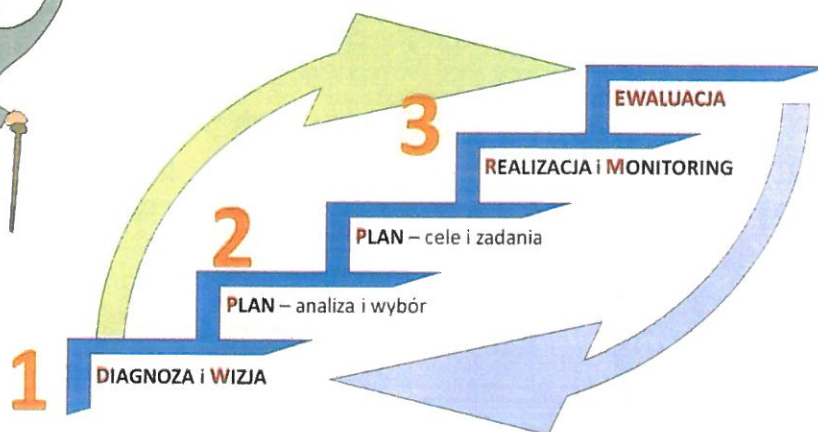 EWALUACJA
3
REALIZACJA i MONITORING
2
PLAN – cele i zadania
PLAN – analiza i wybór
1
DIAGNOZA i WIZJA